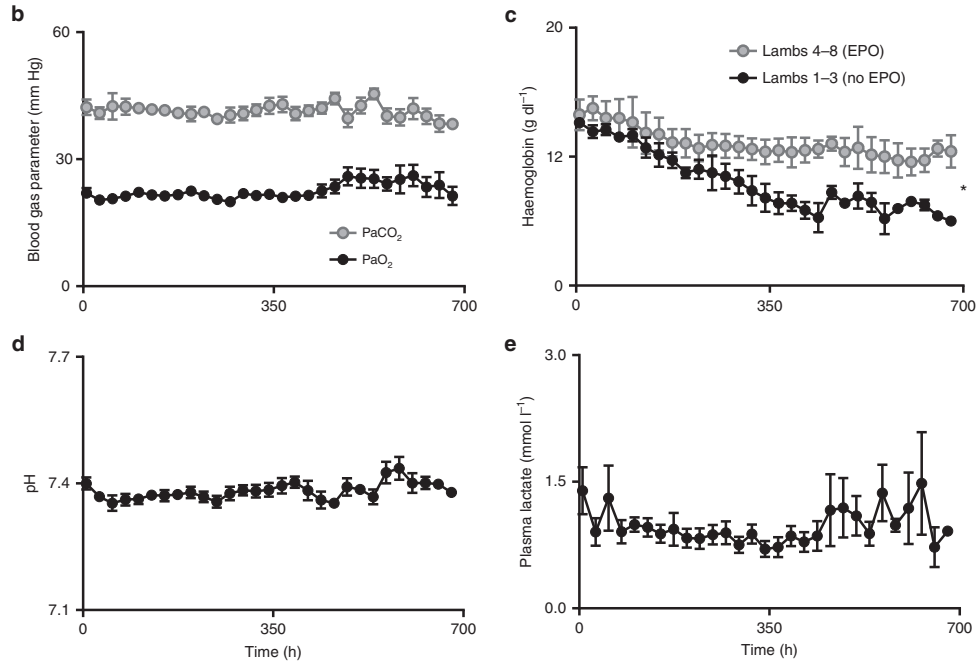 b
60
30
0
Blood gas parameter (mm Hg)
PaCO₂
PaO₂
0
350
700
c
20
12
0
Haemoglobin (g dl⁻¹)
Lambs 4–8 (EPO)
Lambs 1–3 (no EPO)
*
0
350
700
d
7.7
7.4
7.1
pH
0
350
700
Time (h)
e
3.0
1.5
0.0
Plasma lactate (mmol l⁻¹)
0
350
700
Time (h)